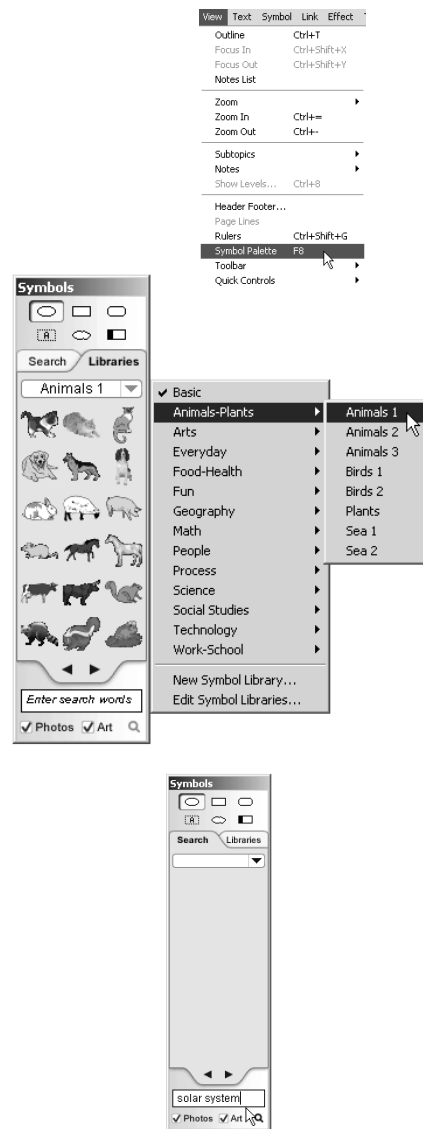 View Text Symbol Link Effect
Outline Ctrl+T
Focus In Ctrl+Shift+X
Focus Out Ctrl+Shift+Y
Notes List
Zoom
Zoom In Ctrl+=
Zoom Out Ctrl+-
Subtopics
Notes
Show Levels... Ctrl+8
Header Footer...
Page Lines
Rulers Ctrl+Shift+G
Symbol Palette F8
Toolbar
Quick Controls
Symbols
A
Search Libraries
Animals 1
Enter search words
Photos Art
Basic
Animals-Plants
Arts
Everyday
Food-Health
Fun
Geography
Math
People
Process
Science
Social Studies
Technology
Work-School
New Symbol Library...
Edit Symbol Libraries...
Animals 1
Animals 2
Animals 3
Birds 1
Birds 2
Plants
Sea 1
Sea 2
Symbols
A
Search Libraries
solar system
Photos Art